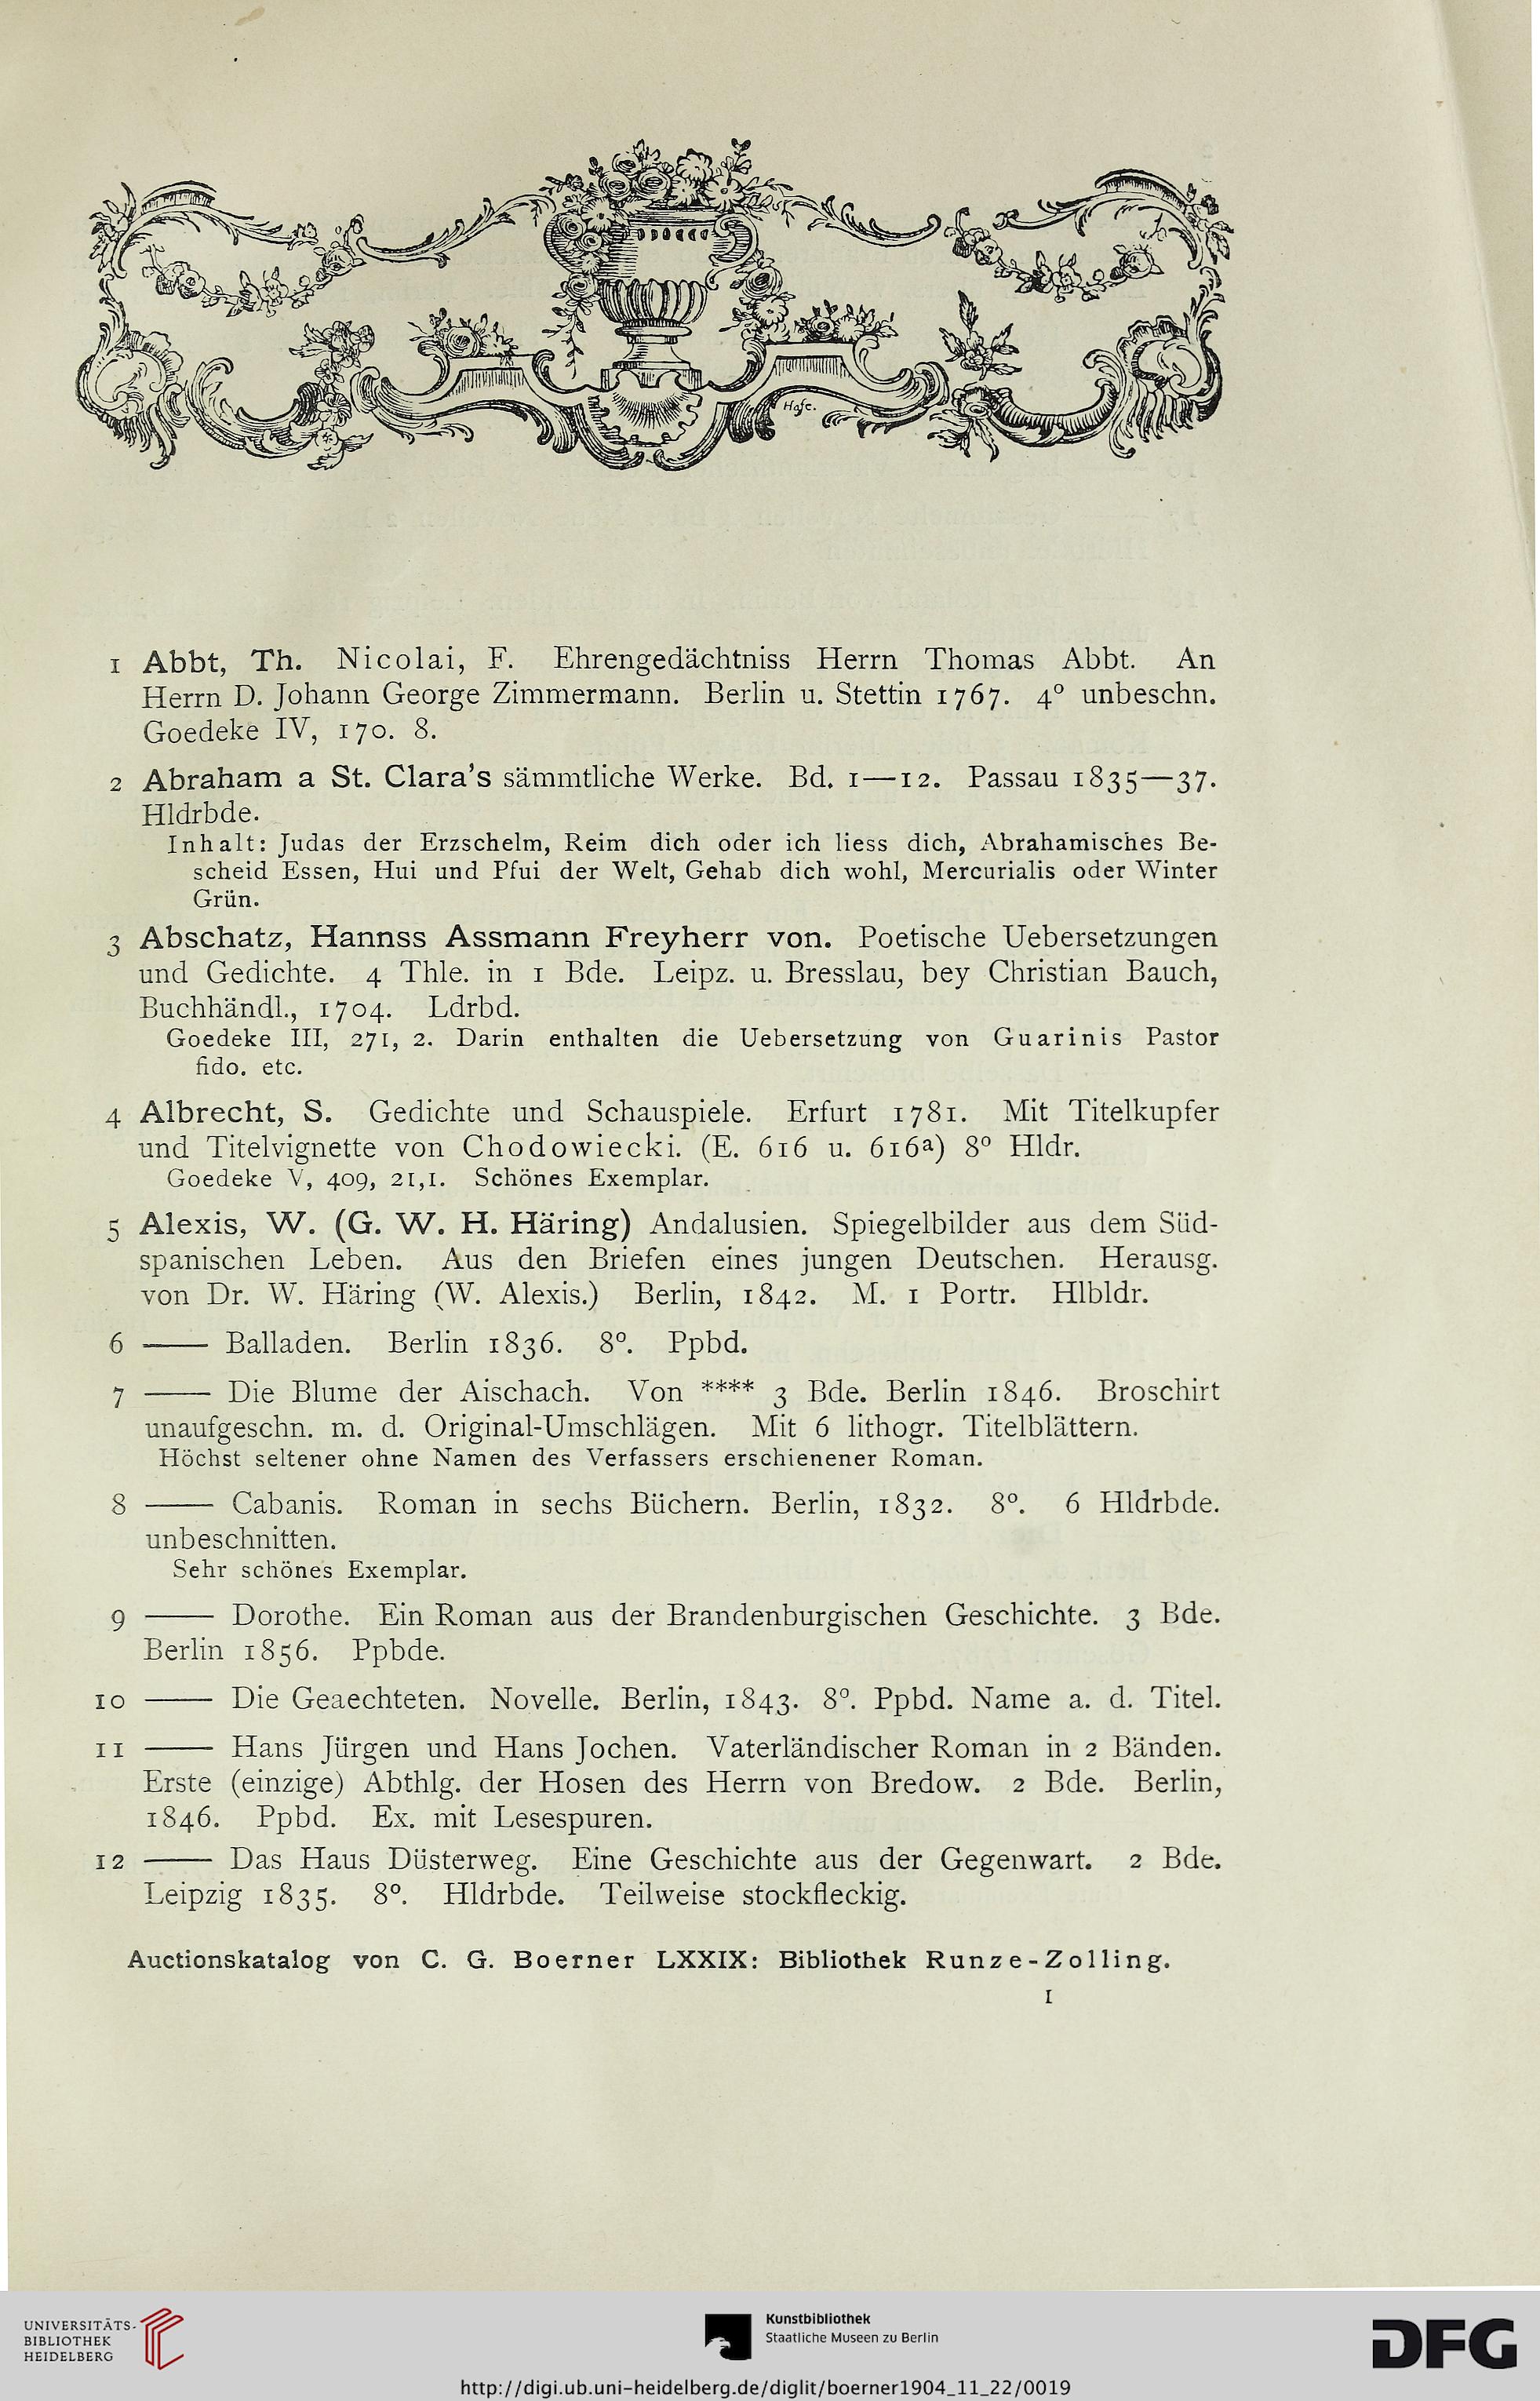 Hafc.
1 Abbt, Th. Nicolai, F. Ehrengedächtniss Herrn Thomas Abbt. An
Herrn D. Johann George Zimmermann. Berlin u. Stettin 1767. 4° unbeschn.
Goedeke IV, 170. 8.
2 Abraham a St. Clara's sämmtliche Werke. Bd. 1—12. Passau 1835—37.
Hldrbde.
Inhalt: Judas der Erzschelm, Reim dich oder ich liess dich, Abrahamisches Be-
scheid Essen, Hui und Pfui der Welt, Gehab dich wohl, Mercurialis oder Winter
Grün.
3 Abschatz, Hannss Assmann Freyherr von. Poetische Uebersetzungen
und Gedichte. 4 Thle. in 1 Bde. Leipz. u. Bresslau, bey Christian Bauch,
Buchhändl., 1704. Ldrbd.
Goedeke III, 271, 2. Darin enthalten die Uebersetzung von Guarinis Pastor
fido. etc.
4 Albrecht, S. Gedichte und Schauspiele. Erfurt 1781. Mit Titelkupfer
und Titelvignette von Chodowiecki. (E. 616 u. 616a) 8° Hldr.
Goedeke V, 409, 21,1. Schönes Exemplar.
5 Alexis, W. (G. W. H. Häring) Andalusien. Spiegelbilder aus dem Süd-
spanischen Leben. Aus den Briefen eines jungen Deutschen. Herausg.
von Dr. W. Häring (W. Alexis.) Berlin, 1842. M. 1 Portr. Hlbldr.
6 —— Balladen. Berlin 1836. 8°. Ppbd.
7 —— Die Blume der Aischach. Von **** 3 Bde. Berlin 1846. Broschirt
unaufgeschn. m. d. Original-Umschlägen. Mit 6 lithogr. Titelblättern.
Höchst seltener ohne Namen des Verfassers erschienener Roman.
8 —— Cabanis. Roman in sechs Büchern. Berlin, 1832. 8°. 6 Hldrbde.
unbeschnitten.
Sehr schönes Exemplar.
9 —— Dorothe. Ein Roman aus der Brandenburgischen Geschichte. 3 Bde.
Berlin 1856. Ppbde.
10 —— Die Geaechteten. Novelle. Berlin, 1843. 8°. Ppbd. Name a. d. Titel.
11 —— Hans Jürgen und Hans Jochen. Vaterländischer Roman in 2 Bänden.
Erste (einzige) Abthlg. der Hosen des Herrn von Bredow. 2 Bde. Berlin,
1846. Ppbd. Ex. mit Lesespuren.
12 —— Das Haus Düsterweg. Eine Geschichte aus der Gegenwart. 2 Bde.
Leipzig 1835. 8°. Hldrbde. Teilweise stockfleckig.
Auctionskatalog von C. G. Boerner LXXIX: Bibliothek Runze-Zolling.
1
UNIVERSITÄTS-
BIBLIOTHEK
HEIDELBERG
Kunstbibliothek
Staatliche Museen zu Berlin
DFG
http://digi.ub.uni-heidelberg.de/diglit/boerner1904_11_22/0019